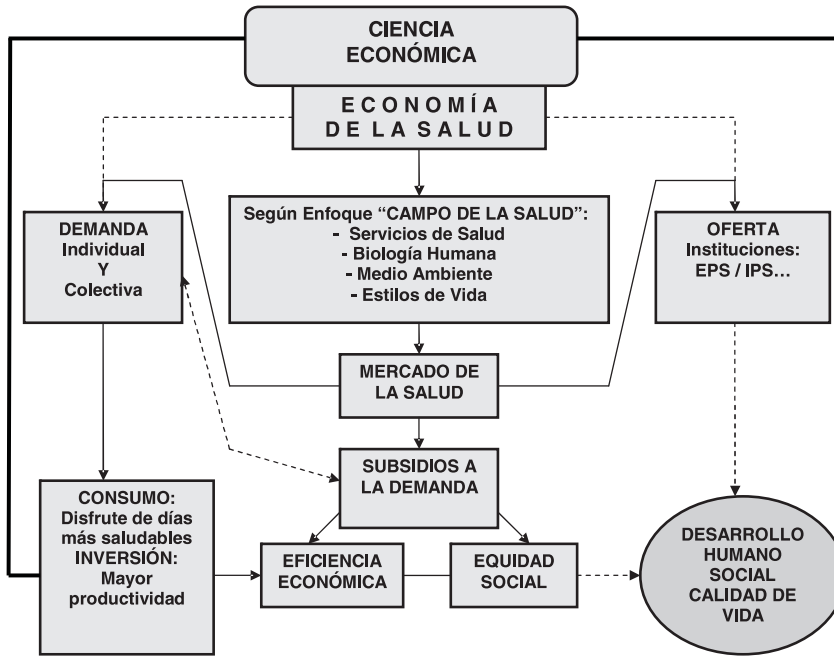 CIENCIA
ECONÓMICA
ECONOMÍA
DE LA SALUD
DEMANDA
Individual
Y
Colectiva
Según Enfoque “CAMPO DE LA SALUD”:
- Servicios de Salud
- Biología Humana
- Medio Ambiente
- Estilos de Vida
OFERTA
Instituciones:
EPS / IPS...
MERCADO DE
LA SALUD
SUBSIDIOS A
LA DEMANDA
CONSUMO:
Disfrute de días
más saludables
INVERSIÓN:
Mayor
productividad
EFICIENCIA
ECONÓMICA
EQUIDAD
SOCIAL
DESARROLLO
HUMANO
SOCIAL
CALIDAD DE
VIDA